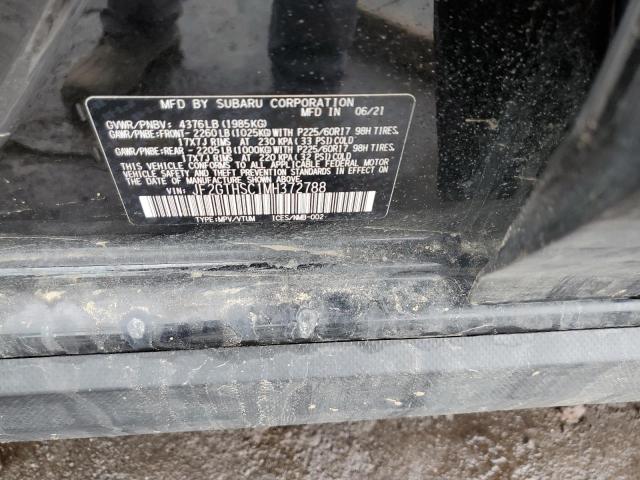 MFD BY SUBARU CORPORATION
MFD IN 06/21
GVWR/PNBV: 4376LB (1985KG)
GAWR/PNBE:FRONT- 2260LB (1025KG) WITH P225/60R17 98H TIRES.
17X7J RIMS AT 230 KPA (33 PSI) COLD
GAWR/PNBE:REAR - 2205LB (1000KG) WITH P225/60R17 98H TIRES.
17X7J RIMS AT 220 KPA (32 PSI) COLD
THIS VEHICLE CONFORMS TO ALL APPLICABLE FEDERAL MOTOR
VEHICLE SAFETY STANDARDS IN EFFECT ON THE DATE OF
MANUFACTURE SHOWN ABOVE.
VIN: JF2GTHSC1MH372788
TYPE:MPV/VTUM ICES/NMB-002